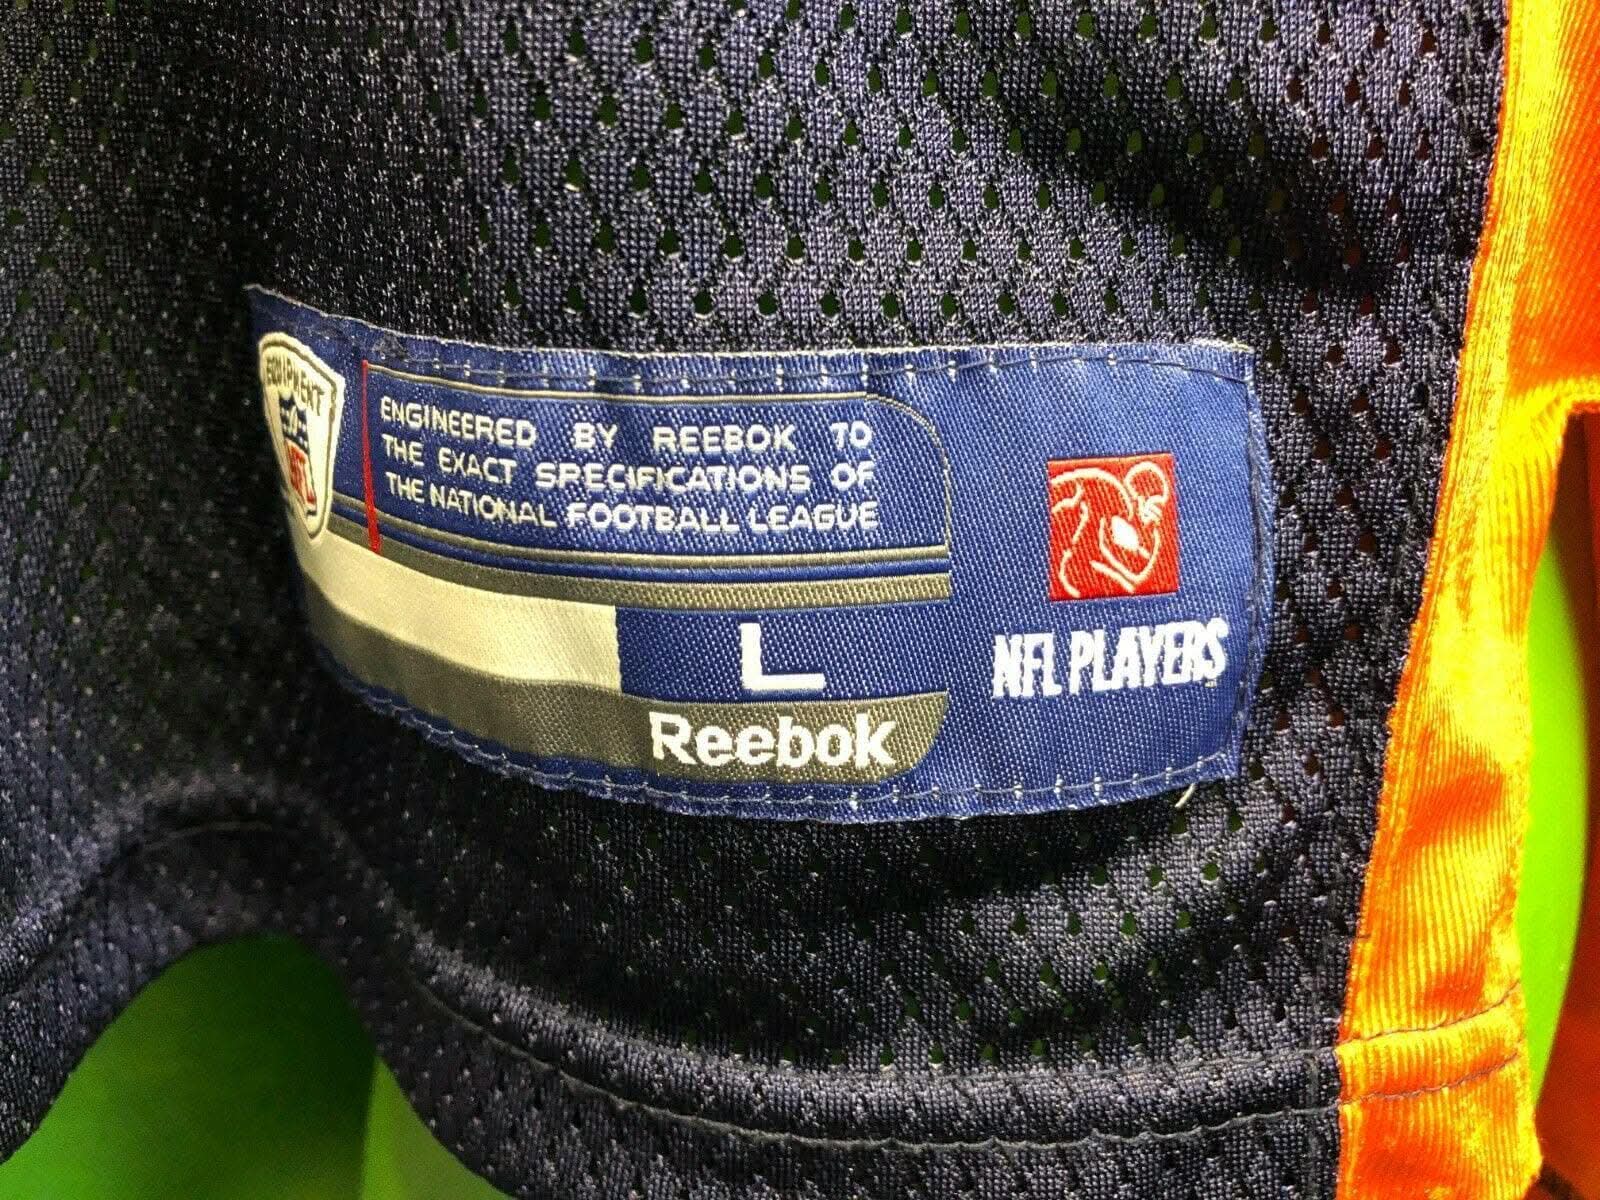 EQUIPMENT
NFL
ENGINEERED BY REEBOK TO
THE EXACT SPECIFICATIONS OF
THE NATIONAL FOOTBALL LEAGUE
L
Reebok
NFL PLAYERS